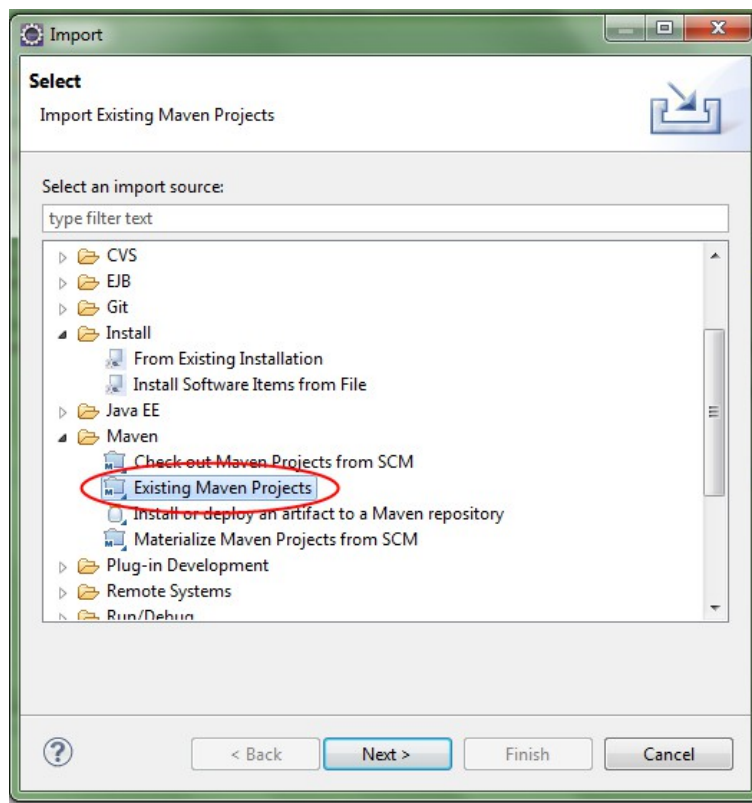 Import
Select
Import Existing Maven Projects
Select an import source:
type filter text
CVS
EJB
Git
Install
From Existing Installation
Install Software Items from File
Java EE
Maven
Check out Maven Projects from SCM
Existing Maven Projects
Install or deploy an artifact to a Maven repository
Materialize Maven Projects from SCM
Plug-in Development
Remote Systems
Run/Debug
< Back Next > Finish Cancel